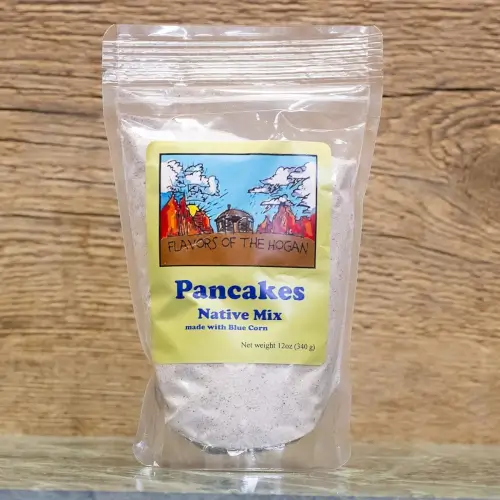 FLAVORS OF THE HOGAN
Pancakes
Native Mix
made with Blue Corn
Net weight 12oz (340 g)